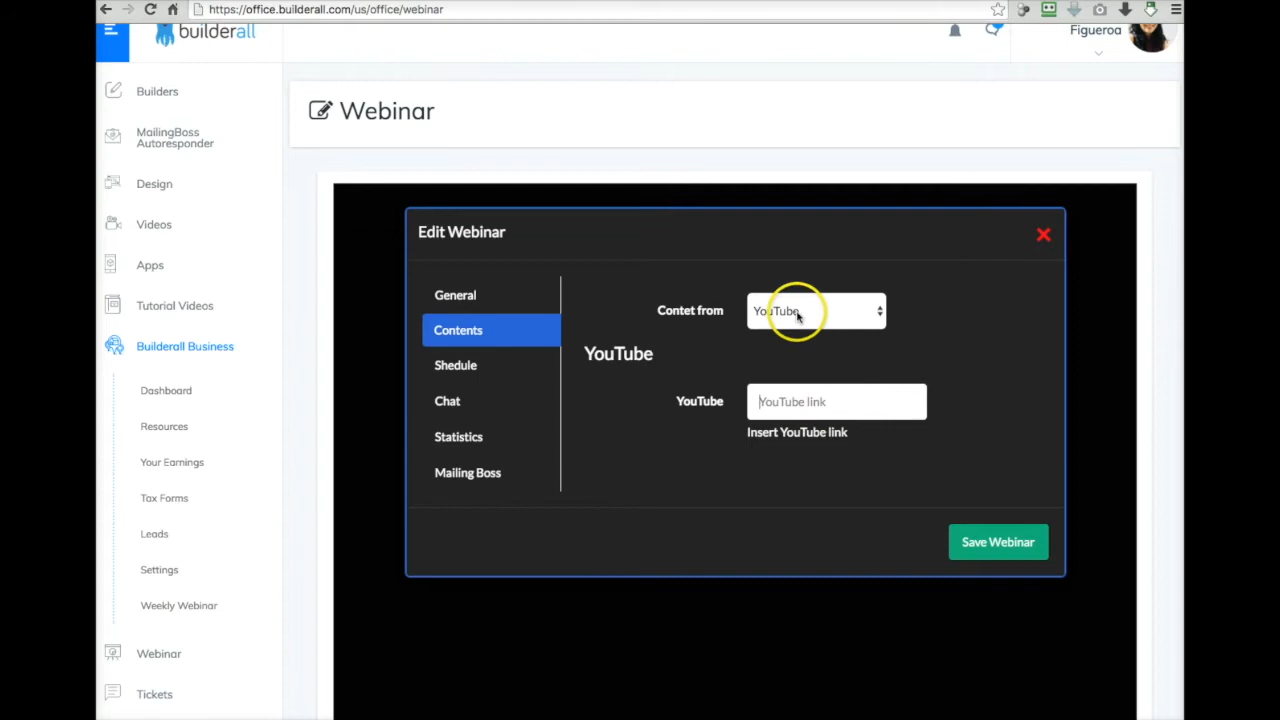 https://office.builderall.com/us/office/webinar
builderall
Figueroa
Builders
MailingBoss
Autoresponder
Design
Videos
Apps
Tutorial Videos
Builderall Business
Dashboard
Resources
Your Earnings
Tax Forms
Leads
Settings
Weekly Webinar
Webinar
Tickets
Webinar
Edit Webinar
General
Contents
Shedule
Chat
Statistics
Mailing Boss
Contet from
YouTube
YouTube
YouTube
YouTube link
Insert YouTube link
Save Webinar